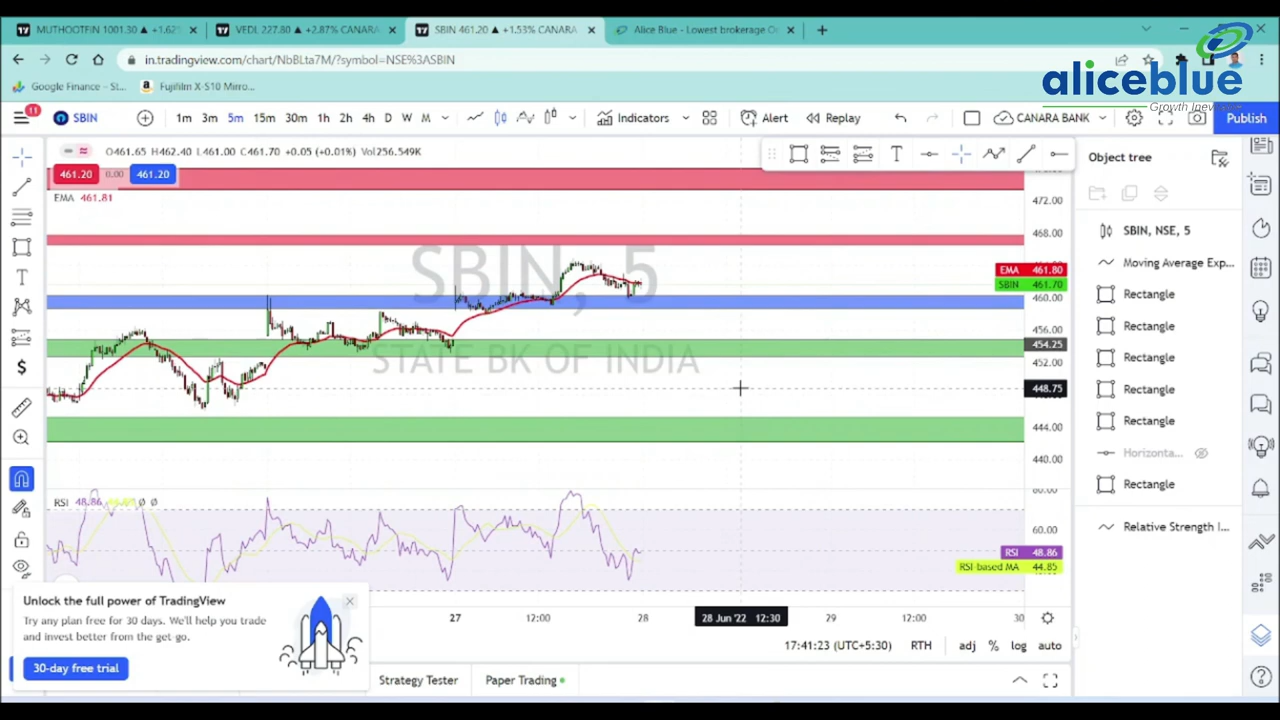 MUTHOOTFIN 1001.30 ▲ +1.62% VEDL 227.80 ▲ +2.87% CANARA SBIN 461.20 ▲ +1.53% CANARA Alice Blue - Lowest brokerage On
in.tradingview.com/chart/NbBLta7M/?symbol=NSE%3ASBIN
aliceblue
Google Finance – St... Fujifilm X-S10 Mirro...
Growth
11
SBIN 1m 3m 5m 15m 30m 1h 2h 4h D W M Indicators Alert Replay CANARA BANK Publish
O461.65 H462.40 L461.00 C461.70 +0.05 (+0.01%) Vol256.549K
Object tree
461.20 0.00 461.20
EMA 461.81
472.00
468.00
SBIN, 5
EMA 461.80
SBIN 461.70
460.00
456.00
454.25
STATE BK OF INDIA
452.00
448.75
444.00
440.00
SBIN, NSE, 5
Moving Average Exp...
Rectangle
Rectangle
Rectangle
Rectangle
Rectangle
Horizonta...
Rectangle
Relative Strength I...
RSI 48.86
80.00
60.00
RSI 48.86
RSI-based MA 44.85
27 12:00 28 28 Jun '22 12:30 29 12:00 30
Unlock the full power of TradingView
Try any plan free for 30 days. We'll help you trade
and invest better from the get-go.
30-day free trial
17:41:23 (UTC+5:30) RTH adj % log auto
Strategy Tester Paper Trading